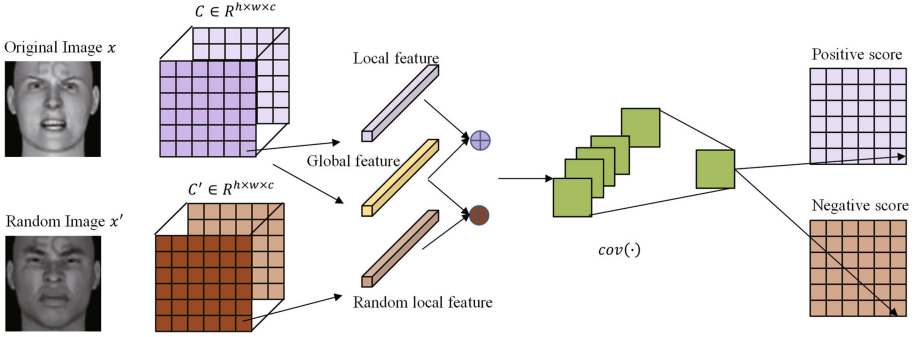 C ∈ R^{h×w×c}
Original Image x
Local feature
Positive score
Global feature
C′ ∈ R^{h×w×c}
Random Image x′
Negative score
cov(·)
Random local feature